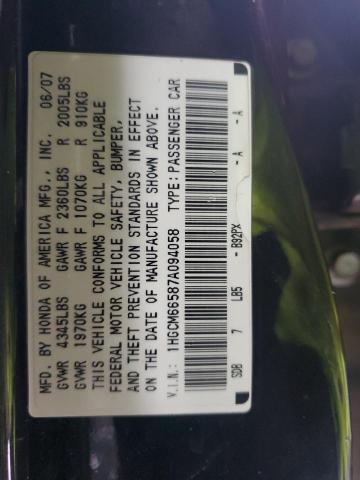 MFD. BY HONDA OF AMERICA MFG., INC. 06/07
GVWR 4345LBS GAWR F 2360LBS R 2005LBS
GVWR 1970KG GAWR F 1070KG R 910KG
THIS VEHICLE CONFORMS TO ALL APPLICABLE
FEDERAL MOTOR VEHICLE SAFETY, BUMPER,
AND THEFT PREVENTION STANDARDS IN EFFECT
ON THE DATE OF MANUFACTURE SHOWN ABOVE.
V.I.N.: 1HGCM66587A094058 TYPE: PASSENGER CAR
SDB 7 LB5 - B92PX - A - A